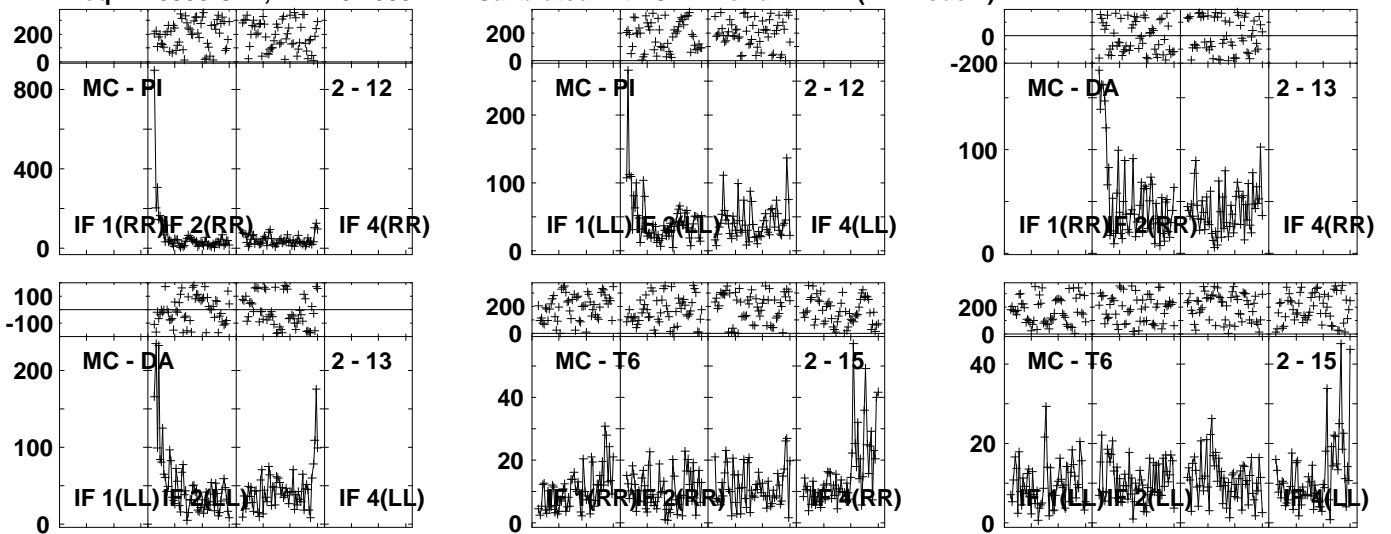 200
0
800
400
0
MC - PI
2 - 12
IF 1(RR)
IF 2(RR)
IF 4(RR)
200
0
200
100
0
MC - PI
2 - 12
IF 1(LL)
IF 2(LL)
IF 4(LL)
0
-200
100
0
MC - DA
2 - 13
IF 1(RR)
IF 2(RR)
IF 4(RR)
100
-100
200
100
0
MC - DA
2 - 13
IF 1(LL)
IF 2(LL)
IF 4(LL)
200
0
40
20
0
MC - T6
2 - 15
IF 1(RR)
IF 2(RR)
IF 4(RR)
200
0
40
20
0
MC - T6
2 - 15
IF 1(LL)
IF 2(LL)
IF 4(LL)